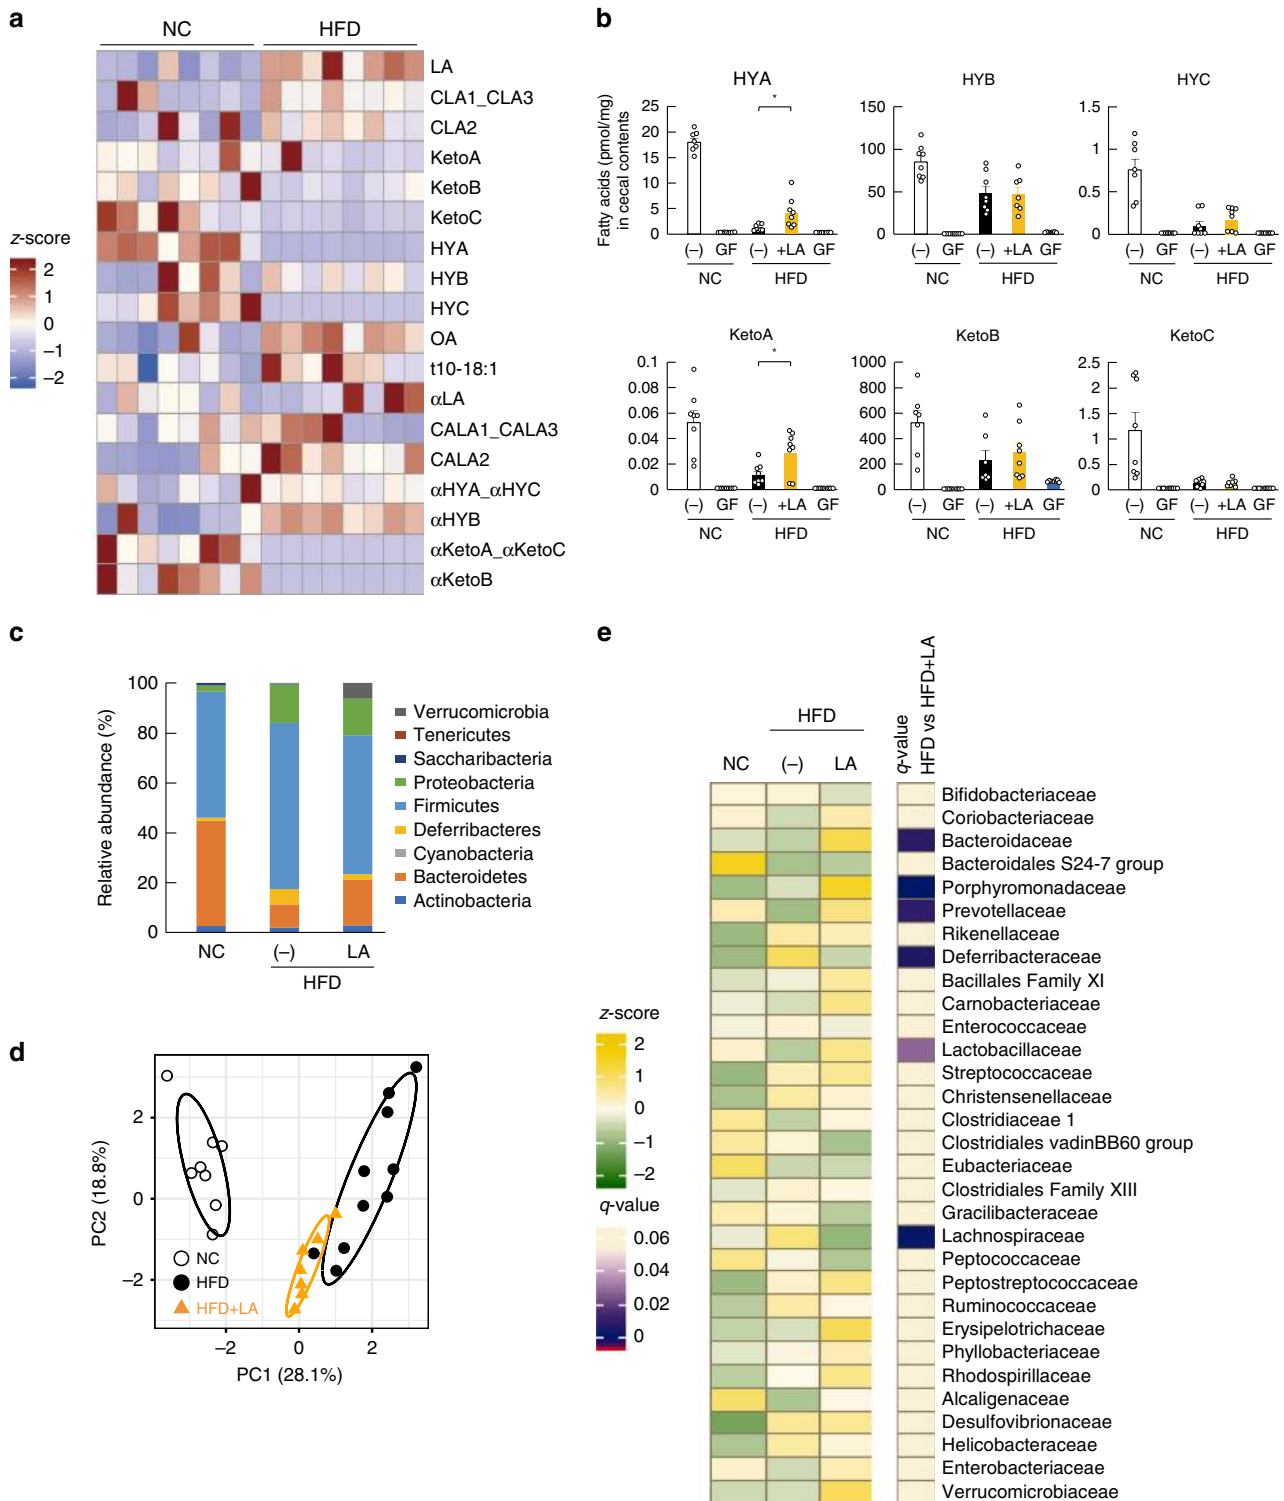 a
NC HFD
LA
CLA1_CLA3
CLA2
KetoA
KetoB
KetoC
HYA
HYB
HYC
OA
t10-18:1
αLA
CALA1_CALA3
CALA2
αHYA_αHYC
αHYB
αKetoA_αKetoC
αKetoB
z-score
2
1
0
−1
−2
b
Fatty acids (pmol/mg)
in cecal contents
HYA
25
20
15
10
5
0
*
(−) GF (−) +LA GF
NC HFD
HYB
150
100
50
0
(−) GF (−) +LA GF
NC HFD
HYC
1.5
1
0.5
0
(−) GF (−) +LA GF
NC HFD
KetoA
0.1
0.08
0.06
0.04
0.02
0
*
(−) GF (−) +LA GF
NC HFD
KetoB
1000
800
600
400
200
0
(−) GF (−) +LA GF
NC HFD
KetoC
2.5
2
1.5
1
0.5
0
(−) GF (−) +LA GF
NC HFD
c
Relative abundance (%)
100
80
60
40
20
0
NC (−) LA
HFD
Verrucomicrobia
Tenericutes
Saccharibacteria
Proteobacteria
Firmicutes
Deferribacteres
Cyanobacteria
Bacteroidetes
Actinobacteria
d
PC2 (18.8%)
2
0
−2
NC
HFD
HFD+LA
−2 0 2
PC1 (28.1%)
e
HFD
NC (−) LA
q-value
HFD vs HFD+LA
Bifidobacteriaceae
Coriobacteriaceae
Bacteroidaceae
Bacteroidales S24-7 group
Porphyromonadaceae
Prevotellaceae
Rikenellaceae
Deferribacteraceae
Bacillales Family XI
Carnobacteriaceae
Enterococcaceae
Lactobacillaceae
Streptococcaceae
Christensenellaceae
Clostridiaceae 1
Clostridiales vadinBB60 group
Eubacteriaceae
Clostridiales Family XIII
Gracilibacteraceae
Lachnospiraceae
Peptococcaceae
Peptostreptococcaceae
Ruminococcaceae
Erysipelotrichaceae
Phyllobacteriaceae
Rhodospirillaceae
Alcaligenaceae
Desulfovibrionaceae
Helicobacteraceae
Enterobacteriaceae
Verrucomicrobiaceae
z-score
2
1
0
−1
−2
q-value
0.06
0.04
0.02
0